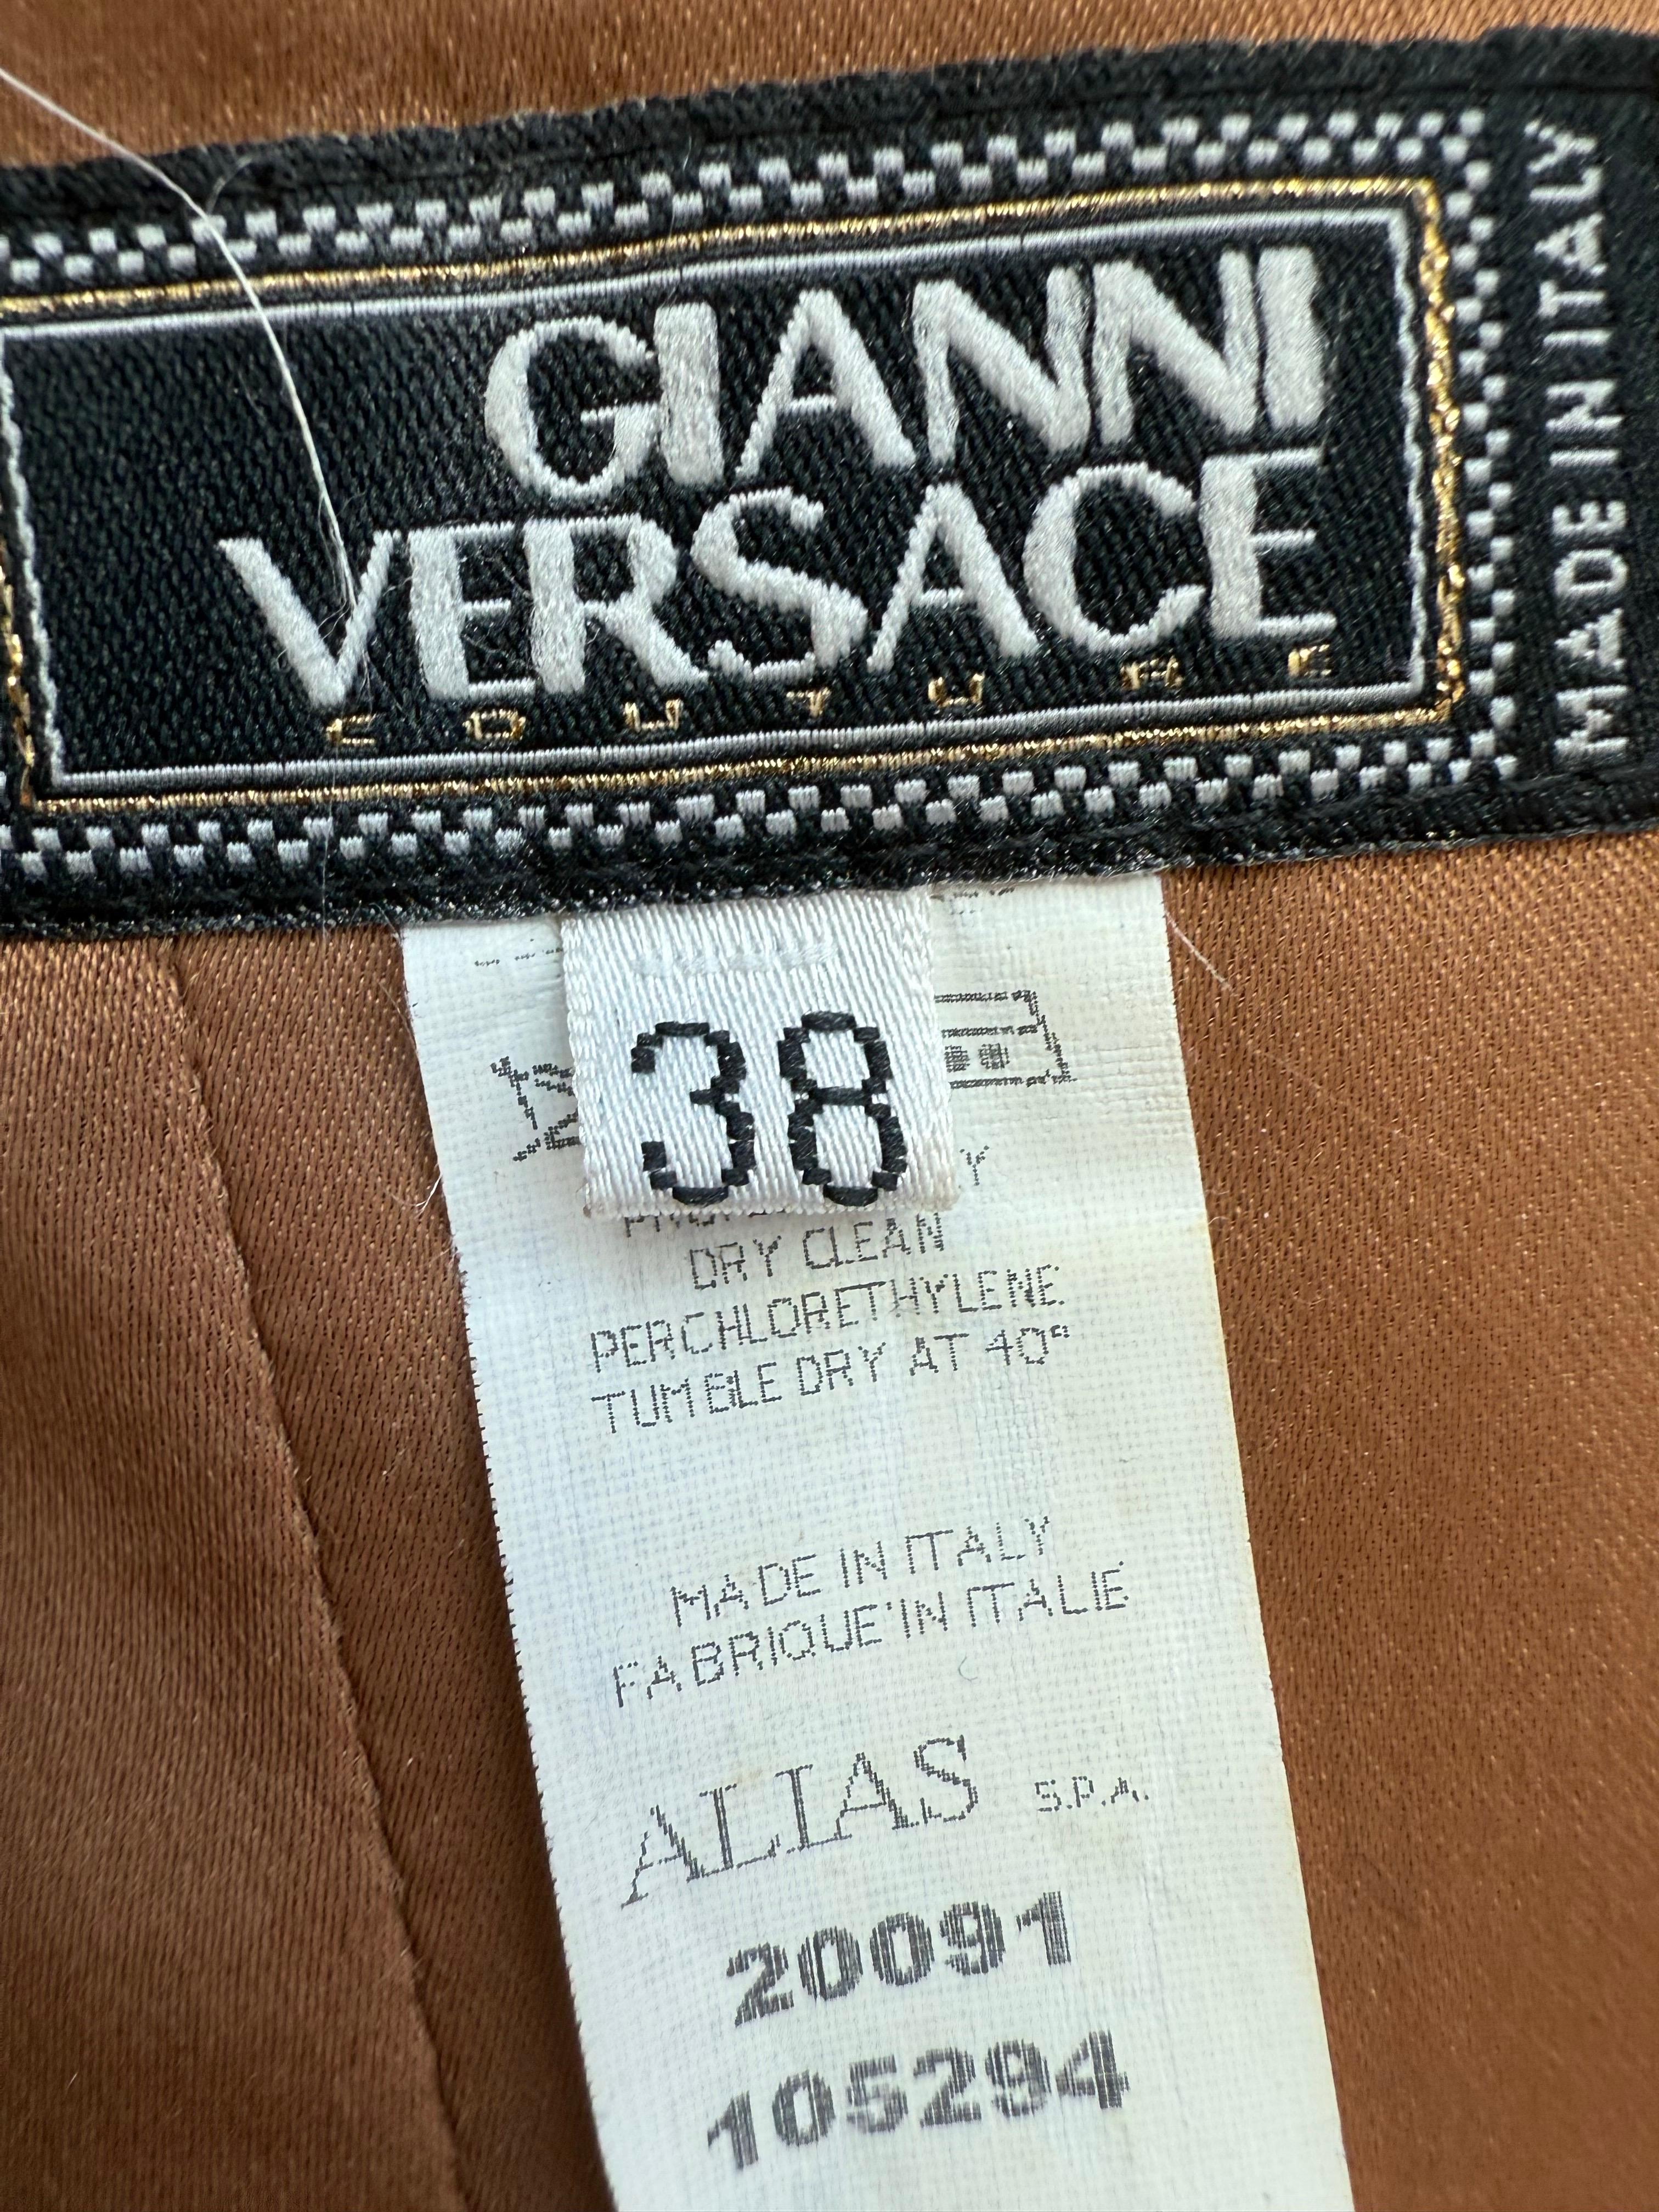 GIANNI
VERSACE
COUTURE
MADE IN ITALY
38
DRY CLEAN
PERCHLORETHYLENE
TUMBLE DRY AT 40°
MADE IN ITALY
FABRIQUE'IN ITALIE
ALIAS S.P.A.
20091
105294